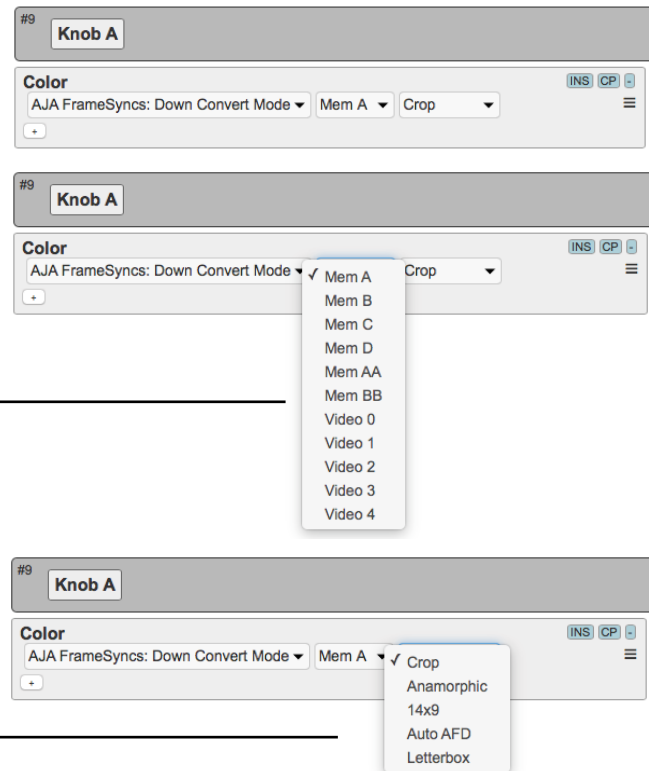 #9
Knob A
Color
INS CP -
AJA FrameSyncs: Down Convert Mode Mem A Crop
+
#9
Knob A
Color
INS CP -
AJA FrameSyncs: Down Convert Mode Crop
✓ Mem A
+
Mem B
Mem C
Mem D
Mem AA
Mem BB
Video 0
Video 1
Video 2
Video 3
Video 4
#9
Knob A
Color
INS CP -
AJA FrameSyncs: Down Convert Mode Mem A
✓ Crop
+
Anamorphic
14x9
Auto AFD
Letterbox